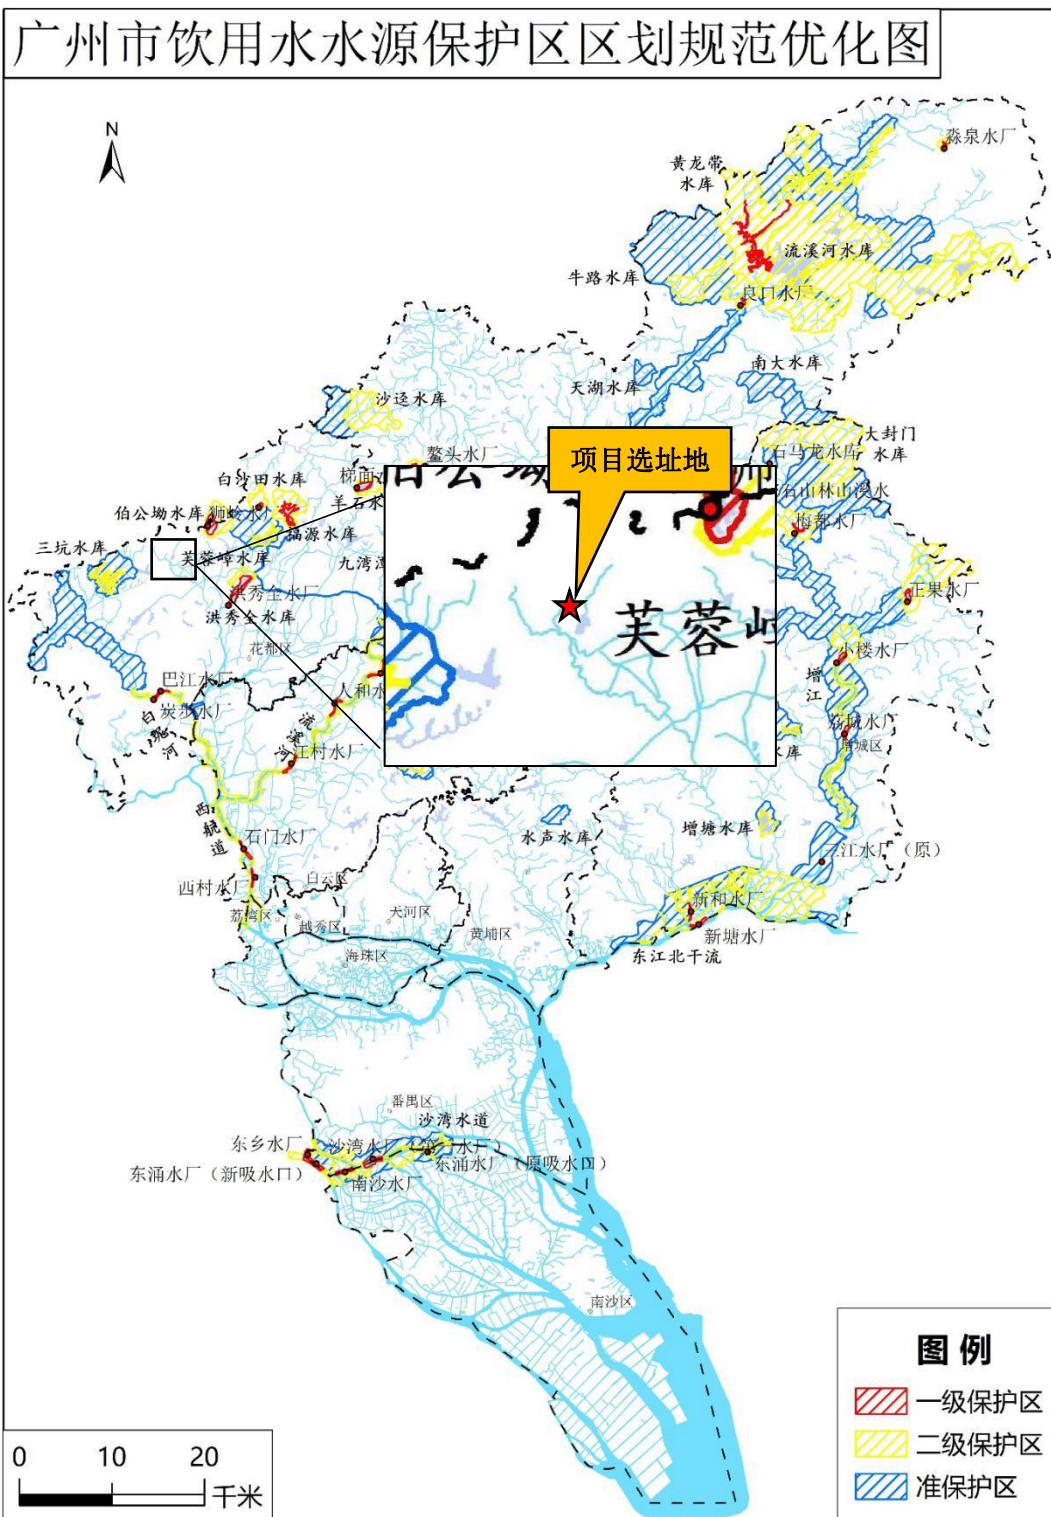 广州市饮用水水源保护区区划规范优化图
N
淼泉水厂
黄龙带
水库
流溪河水库
牛路水库
良口水厂
南大水库
天湖水库
沙迳水库
大封门
水库
鳌头水厂
石马龙水库
项目选址地
梯面
白沙田水库
羊石水
石山林山溪水
伯公坳水库
狮岭水厂
梅都水厂
福源水库
三坑水库
芙蓉嶂水库
九湾潭
洪秀全水厂
正果水厂
洪秀全水库
芙蓉嶂
小楼水厂
花都区
巴江水厂
人和水
增江
炭步水厂
白坭河
流溪河
荔城水厂
增城区
江村水厂
水库
西航道
水声水库
增塘水库
石门水厂
三江水厂（原）
西村水厂
白云区
新和水厂
荔湾区
越秀区
天河区
黄埔区
新塘水厂
海珠区
东江北干流
番禺区
沙湾水道
东乡水厂
东涌水厂（原吸水口）
东涌水厂（新吸水口）
南沙水厂
南沙区
图例
一级保护区
二级保护区
准保护区
0 10 20
千米